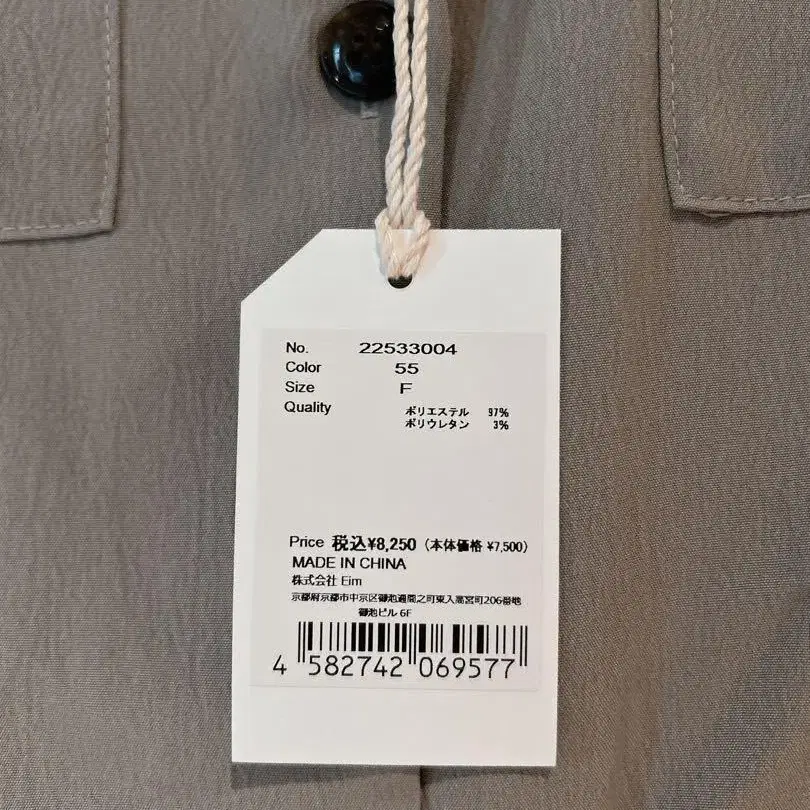 No. 22533004
Color 55
Size F
Quality ポリエステル 97%
ポリウレタン 3%
Price 税込¥8,250 (本体価格 ¥7,500)
MADE IN CHINA
株式会社 Eim
京都府京都市中京区御池通間之町東入高宮町206番地
御池ビル 6F
4 582742 069577